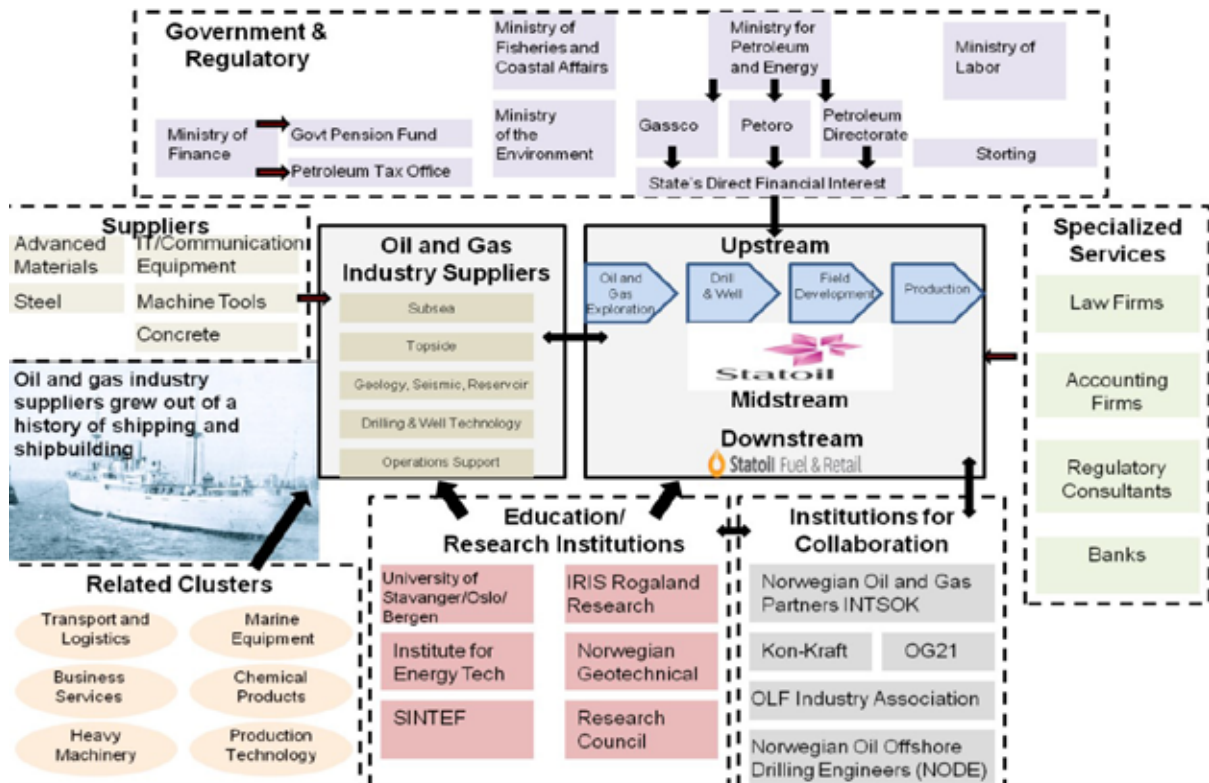 Government &
Regulatory
Ministry of
Fisheries and
Coastal Affairs
Ministry for
Petroleum
and Energy
Ministry of
Labor
Ministry of
Finance
Govt Pension Fund
Petroleum Tax Office
Ministry
of the
Environment
Gassco
Petoro
Petroleum
Directorate
Storting
State's Direct Financial Interest
Suppliers
Advanced
Materials
IT/Communication
Equipment
Steel
Machine Tools
Concrete
Oil and gas industry
suppliers grew out of a
history of shipping and
shipbuilding
Oil and Gas
Industry Suppliers
Subsea
Topside
Geology, Seismic, Reservoir
Drilling & Well Technology
Operations Support
Upstream
Oil and
Gas
Exploration
Drill
& Well
Field
Development
Production
Statoil
Midstream
Downstream
Statoil Fuel & Retail
Specialized
Services
Law Firms
Accounting
Firms
Regulatory
Consultants
Banks
Related Clusters
Transport and
Logistics
Marine
Equipment
Business
Services
Chemical
Products
Heavy
Machinery
Production
Technology
Education/
Research Institutions
University of
Stavanger/Oslo/
Bergen
IRIS Rogaland
Research
Institute for
Energy Tech
Norwegian
Geotechnical
SINTEF
Research
Council
Institutions for
Collaboration
Norwegian Oil and Gas
Partners INTSOK
Kon-Kraft
OG21
OLF Industry Association
Norwegian Oil Offshore
Drilling Engineers (NODE)